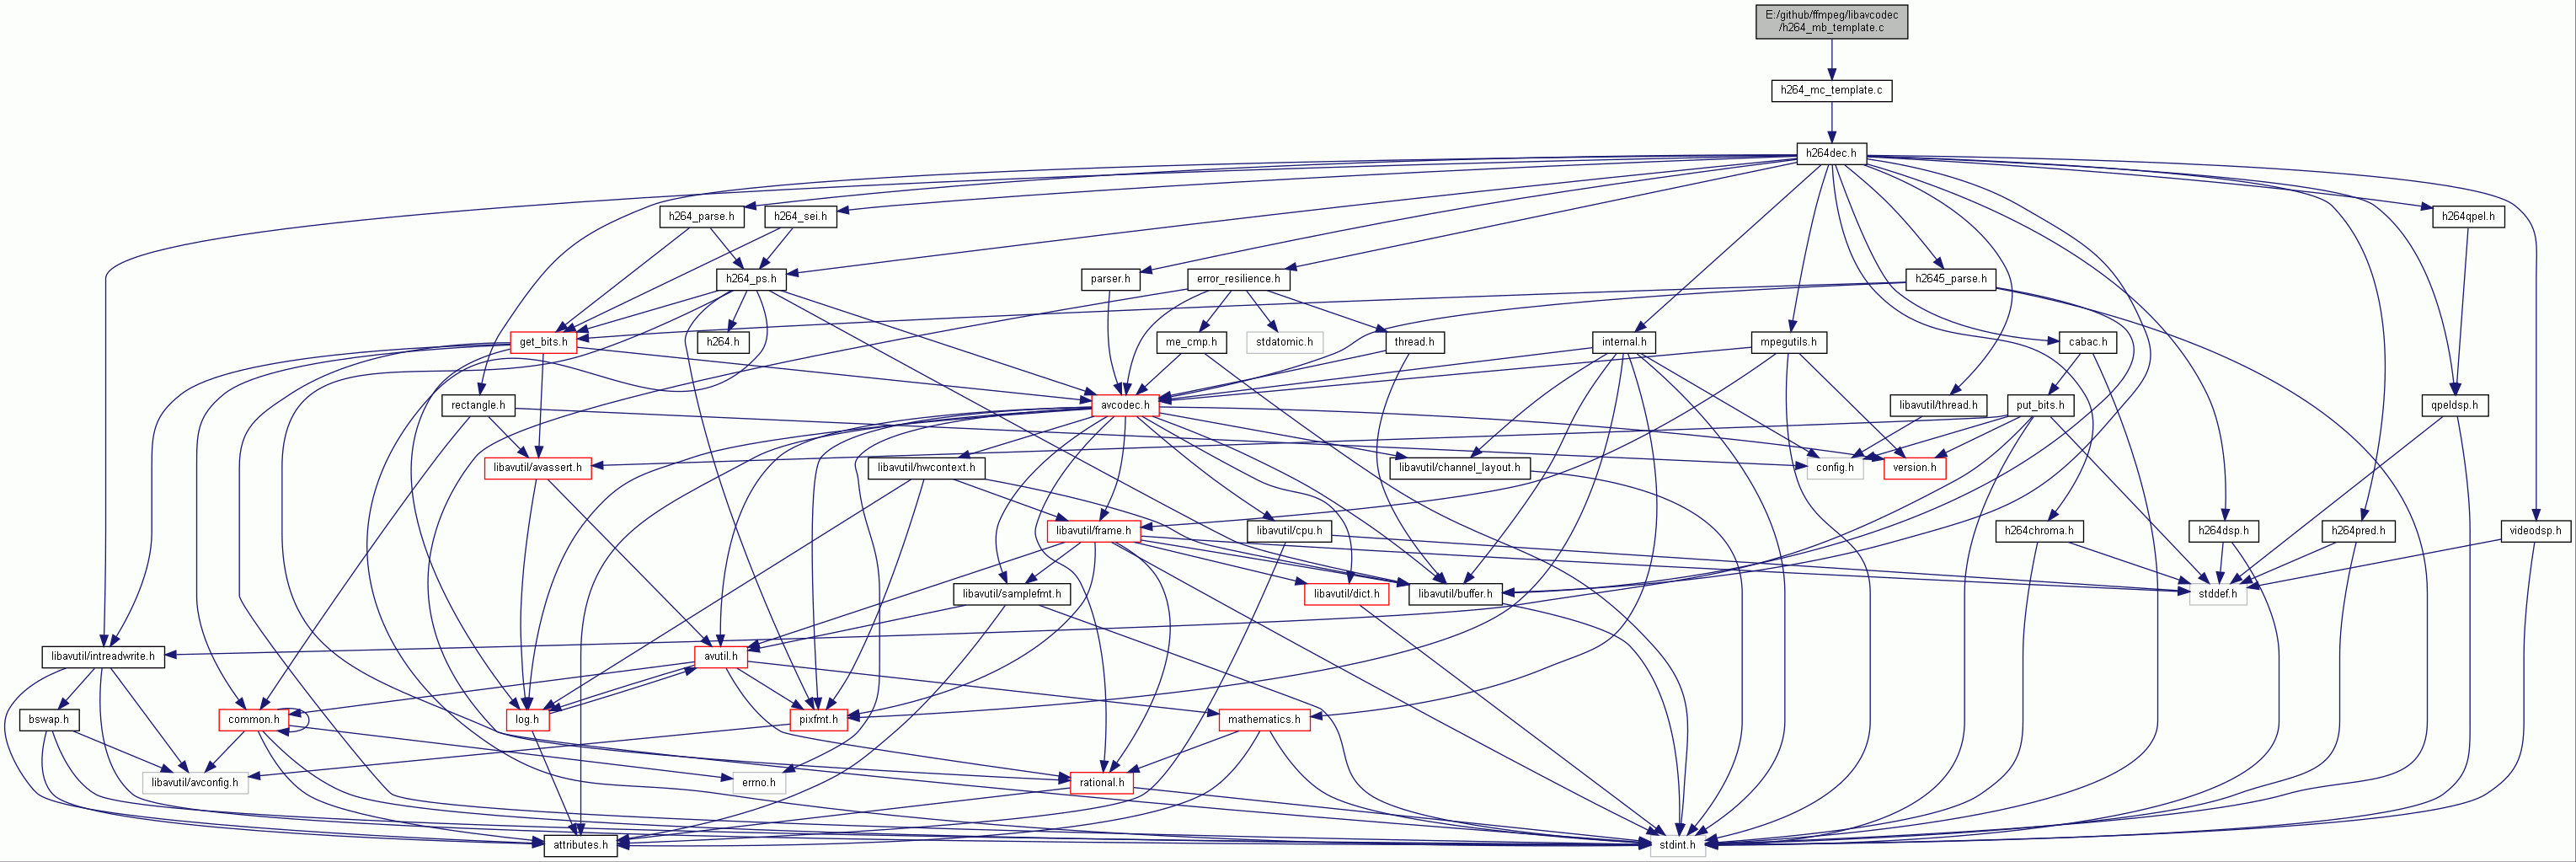 E:/github/ffmpeg/libavcodec
/h264_mb_template.c
h264_mc_template.c
h264dec.h
h264_parse.h
h264_sei.h
h264qpel.h
h264_ps.h
parser.h
error_resilience.h
h2645_parse.h
get_bits.h
h264.h
me_cmp.h
stdatomic.h
thread.h
internal.h
mpegutils.h
cabac.h
rectangle.h
avcodec.h
libavutil/thread.h
put_bits.h
qpeldsp.h
libavutil/avassert.h
libavutil/hwcontext.h
libavutil/channel_layout.h
config.h
version.h
libavutil/frame.h
libavutil/cpu.h
h264chroma.h
h264dsp.h
h264pred.h
videodsp.h
libavutil/samplefmt.h
libavutil/dict.h
libavutil/buffer.h
stddef.h
libavutil/intreadwrite.h
avutil.h
bswap.h
common.h
log.h
pixfmt.h
mathematics.h
libavutil/avconfig.h
errno.h
rational.h
attributes.h
stdint.h